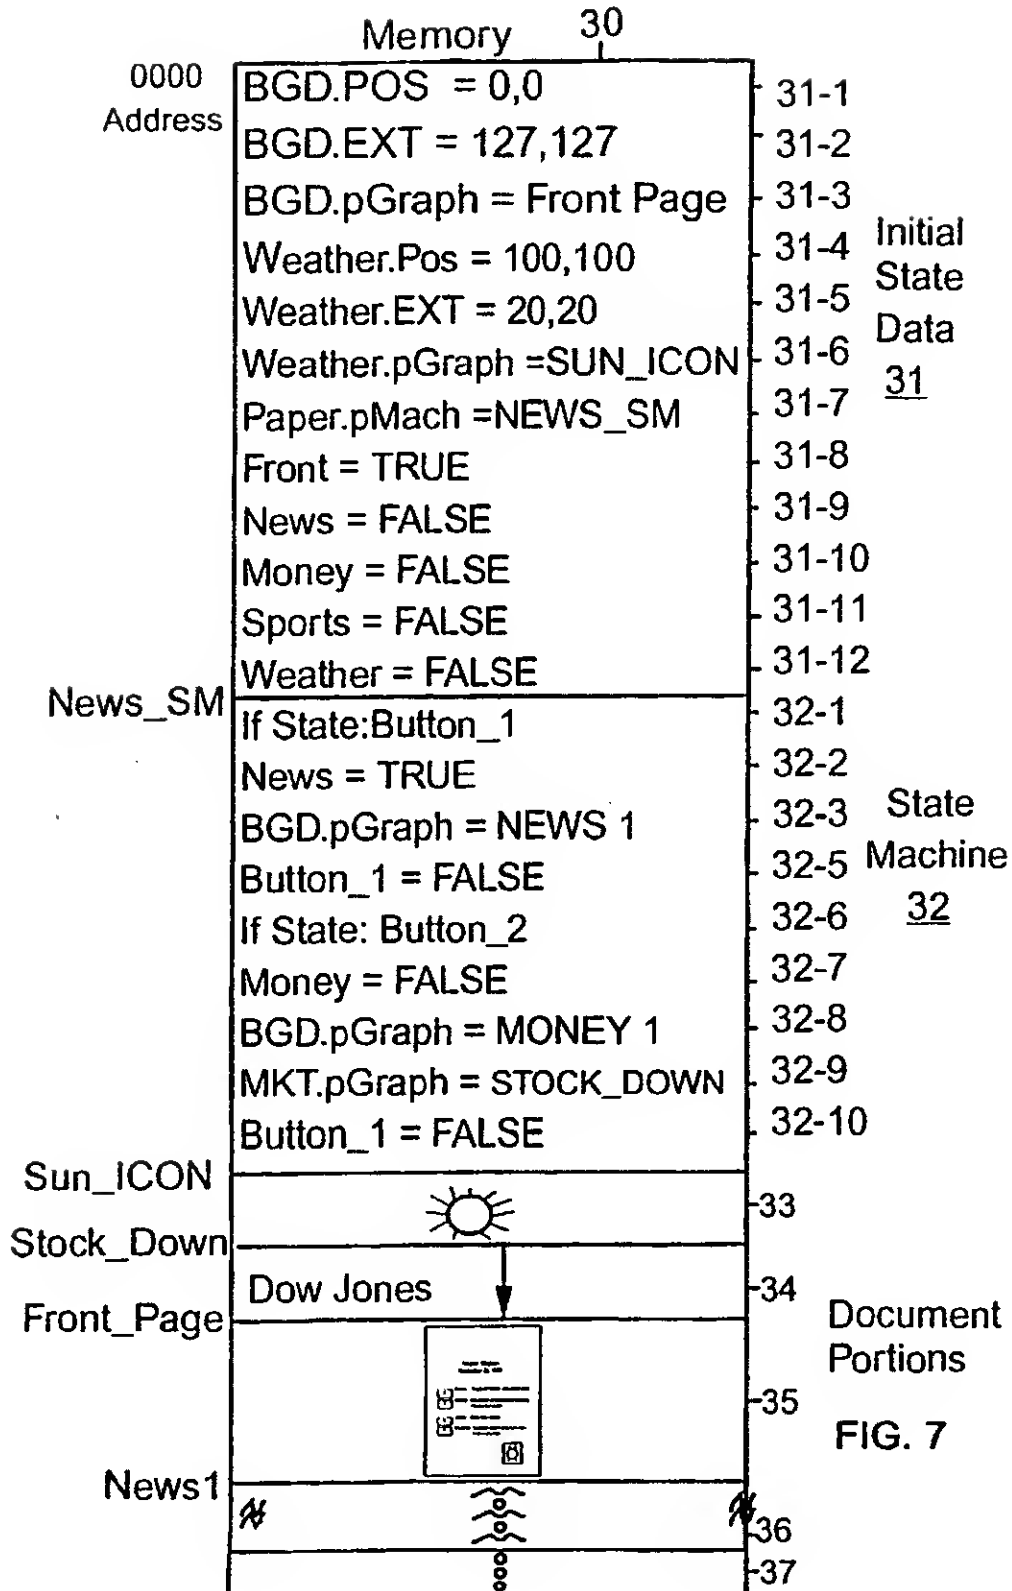 Memory 30
0000
Address
BGD.POS = 0,0 31-1
BGD.EXT = 127,127 31-2
BGD.pGraph = Front Page 31-3
Weather.Pos = 100,100 31-4
Weather.EXT = 20,20 31-5
Weather.pGraph =SUN_ICON 31-6
Paper.pMach =NEWS_SM 31-7
Front = TRUE 31-8
News = FALSE 31-9
Money = FALSE 31-10
Sports = FALSE 31-11
Weather = FALSE 31-12
Initial
State
Data
31
News_SM
If State:Button_1 32-1
News = TRUE 32-2
BGD.pGraph = NEWS 1 32-3
Button_1 = FALSE 32-5
If State: Button_2 32-6
Money = FALSE 32-7
BGD.pGraph = MONEY 1 32-8
MKT.pGraph = STOCK_DOWN 32-9
Button_1 = FALSE 32-10
State
Machine
32
Sun_ICON
33
Stock_Down
Dow Jones 34
Front_Page
35
Document
Portions
FIG. 7
News1
36
37